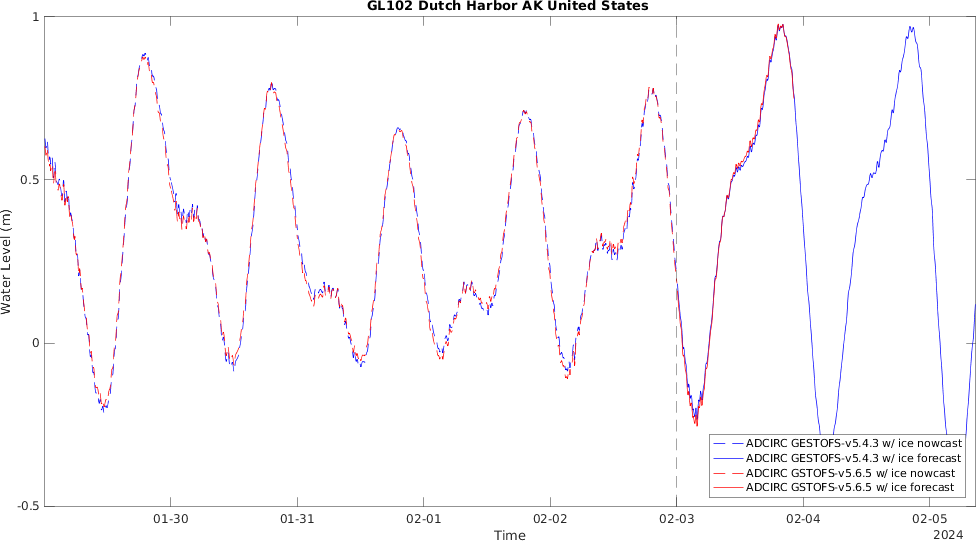 GL102 Dutch Harbor AK United States
1
0.5
0
-0.5
Water Level (m)
01-30
01-31
02-01
02-02
02-03
02-04
02-05
Time
2024
ADCIRC GESTOFS-v5.4.3 w/ ice nowcast
ADCIRC GESTOFS-v5.4.3 w/ ice forecast
ADCIRC GSTOFS-v5.6.5 w/ ice nowcast
ADCIRC GSTOFS-v5.6.5 w/ ice forecast